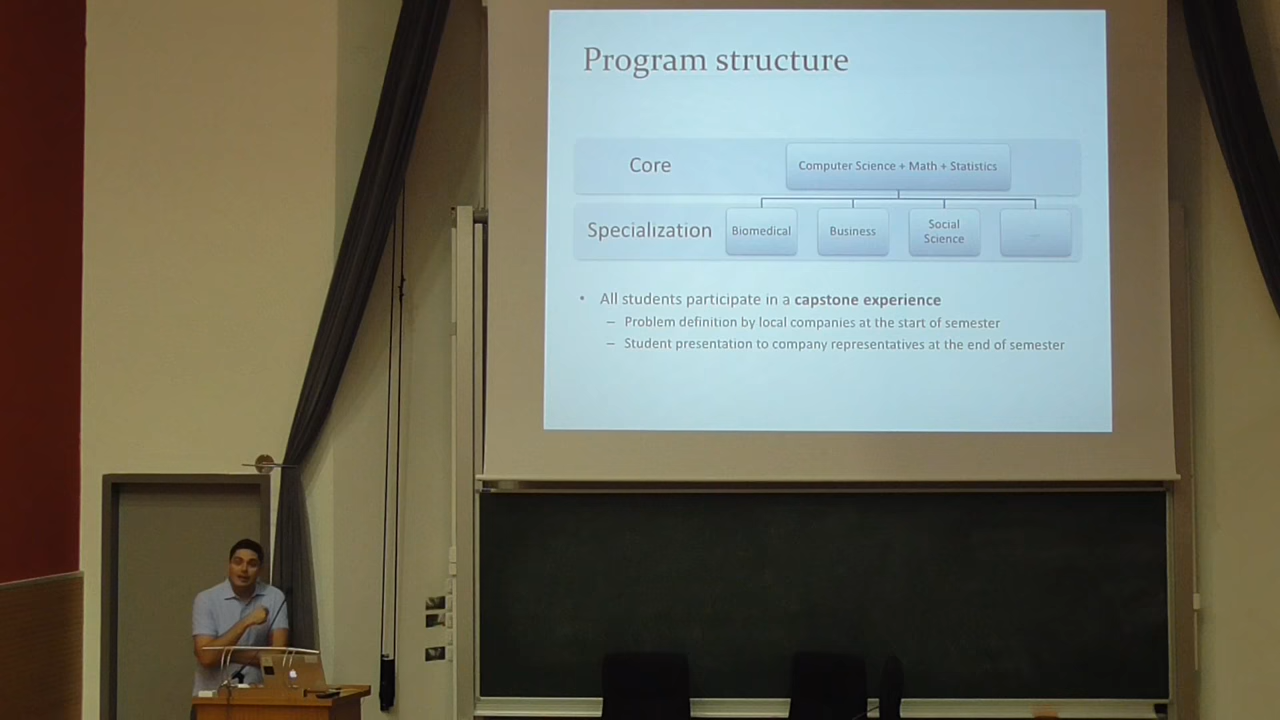 Program structure
Core
Computer Science + Math + Statistics
Specialization
Biomedical
Business
Social
Science
...
• All students participate in a capstone experience
– Problem definition by local companies at the start of semester
– Student presentation to company representatives at the end of semester